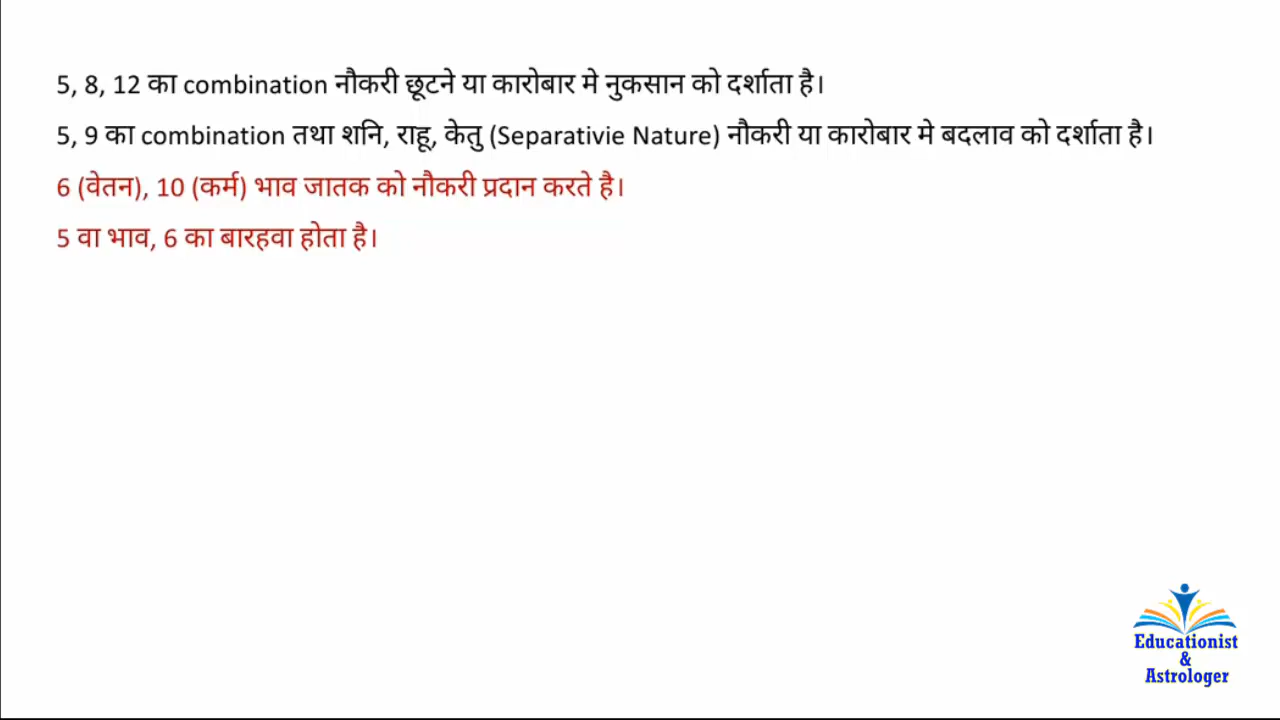 5, 8, 12 का combination नौकरी छूटने या कारोबार मे नुकसान को दर्शाता है।
5, 9 का combination तथा शनि, राहू, केतु (Separativie Nature) नौकरी या कारोबार मे बदलाव को दर्शाता है।
6 (वेतन), 10 (कर्म) भाव जातक को नौकरी प्रदान करते है।
5 वा भाव, 6 का बारहवा होता है।
Educationist
&
Astrologer